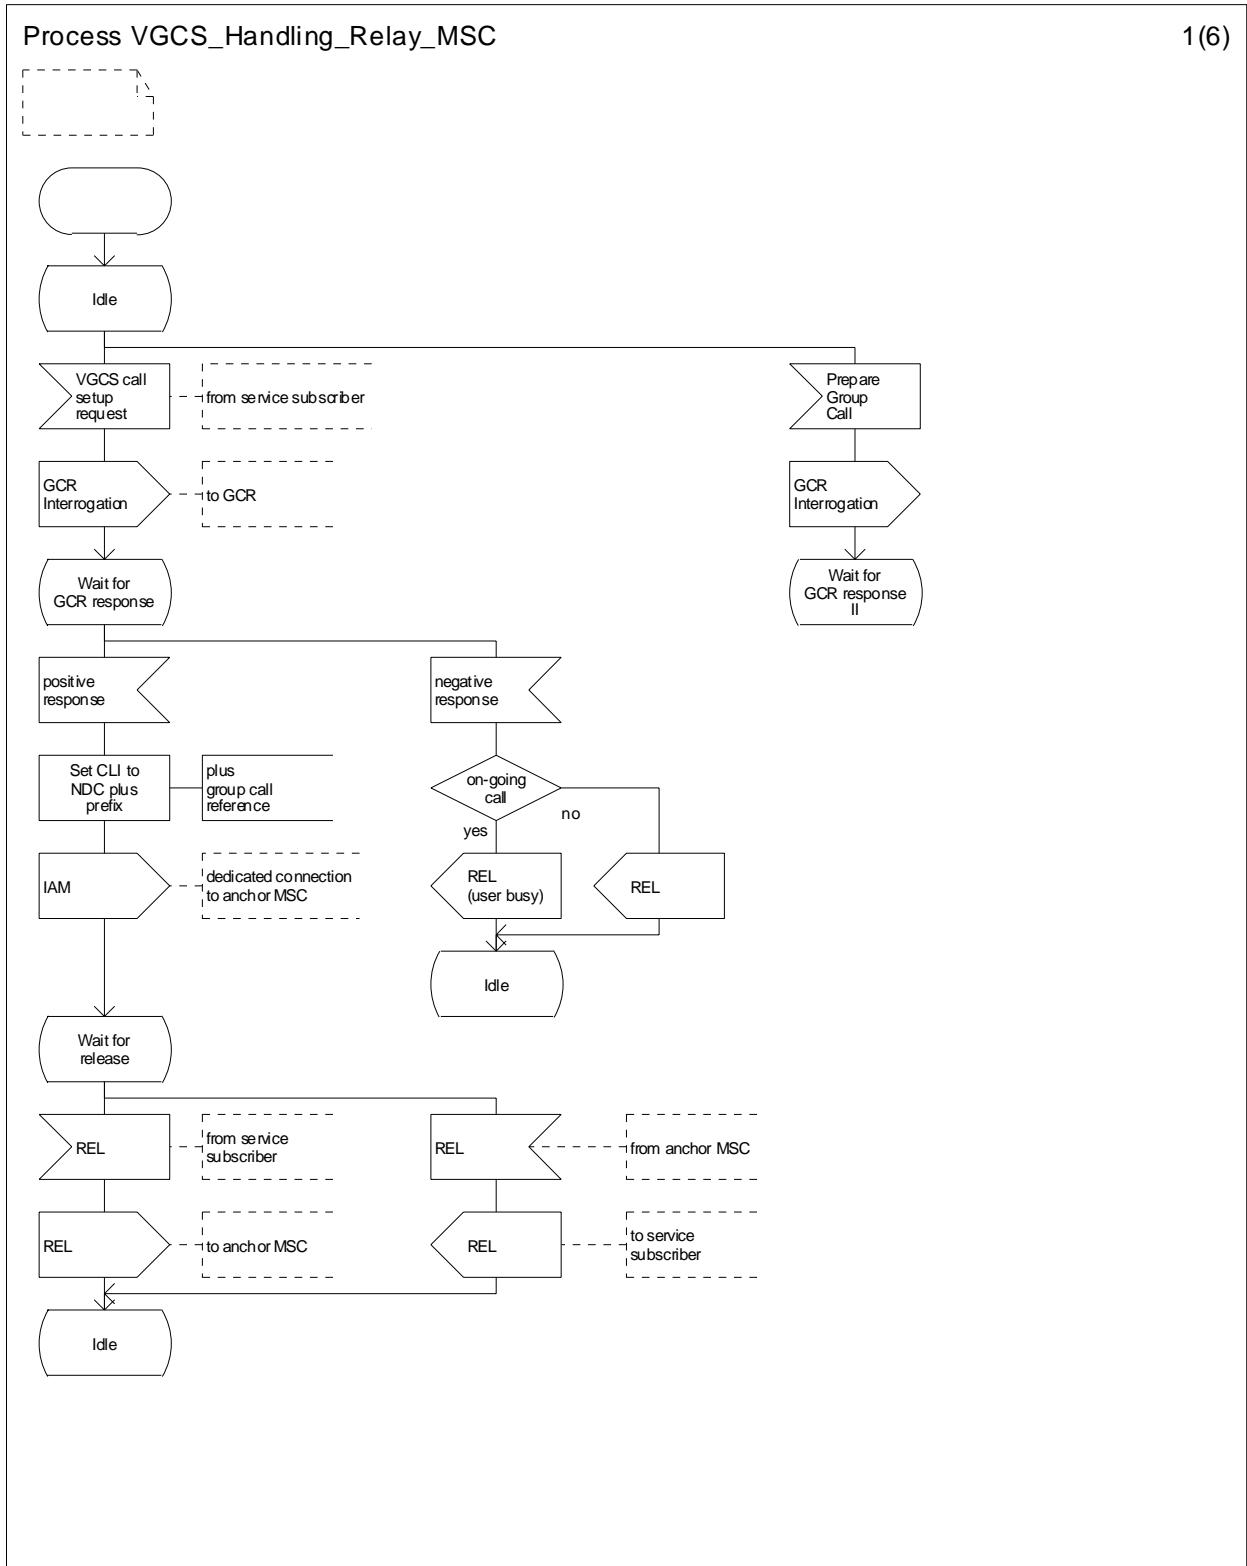 Process VGCS_Handling_Relay_MSC
1(6)
Idle
VGCS call
setup
request
from service subscriber
Prepare
Group
Call
GCR
Interrogation
to GCR
GCR
Interrogation
Wait for
GCR response
Wait for
GCR response
II
positive
response
negative
response
Set CLI to
NDC plus
prefix
plus
group call
reference
on-going
call
no
yes
IAM
dedicated connection
to anchor MSC
REL
(user busy)
REL
Idle
Wait for
release
REL
from service
subscriber
REL
from anchor MSC
REL
to anchor MSC
REL
to service
subscriber
Idle